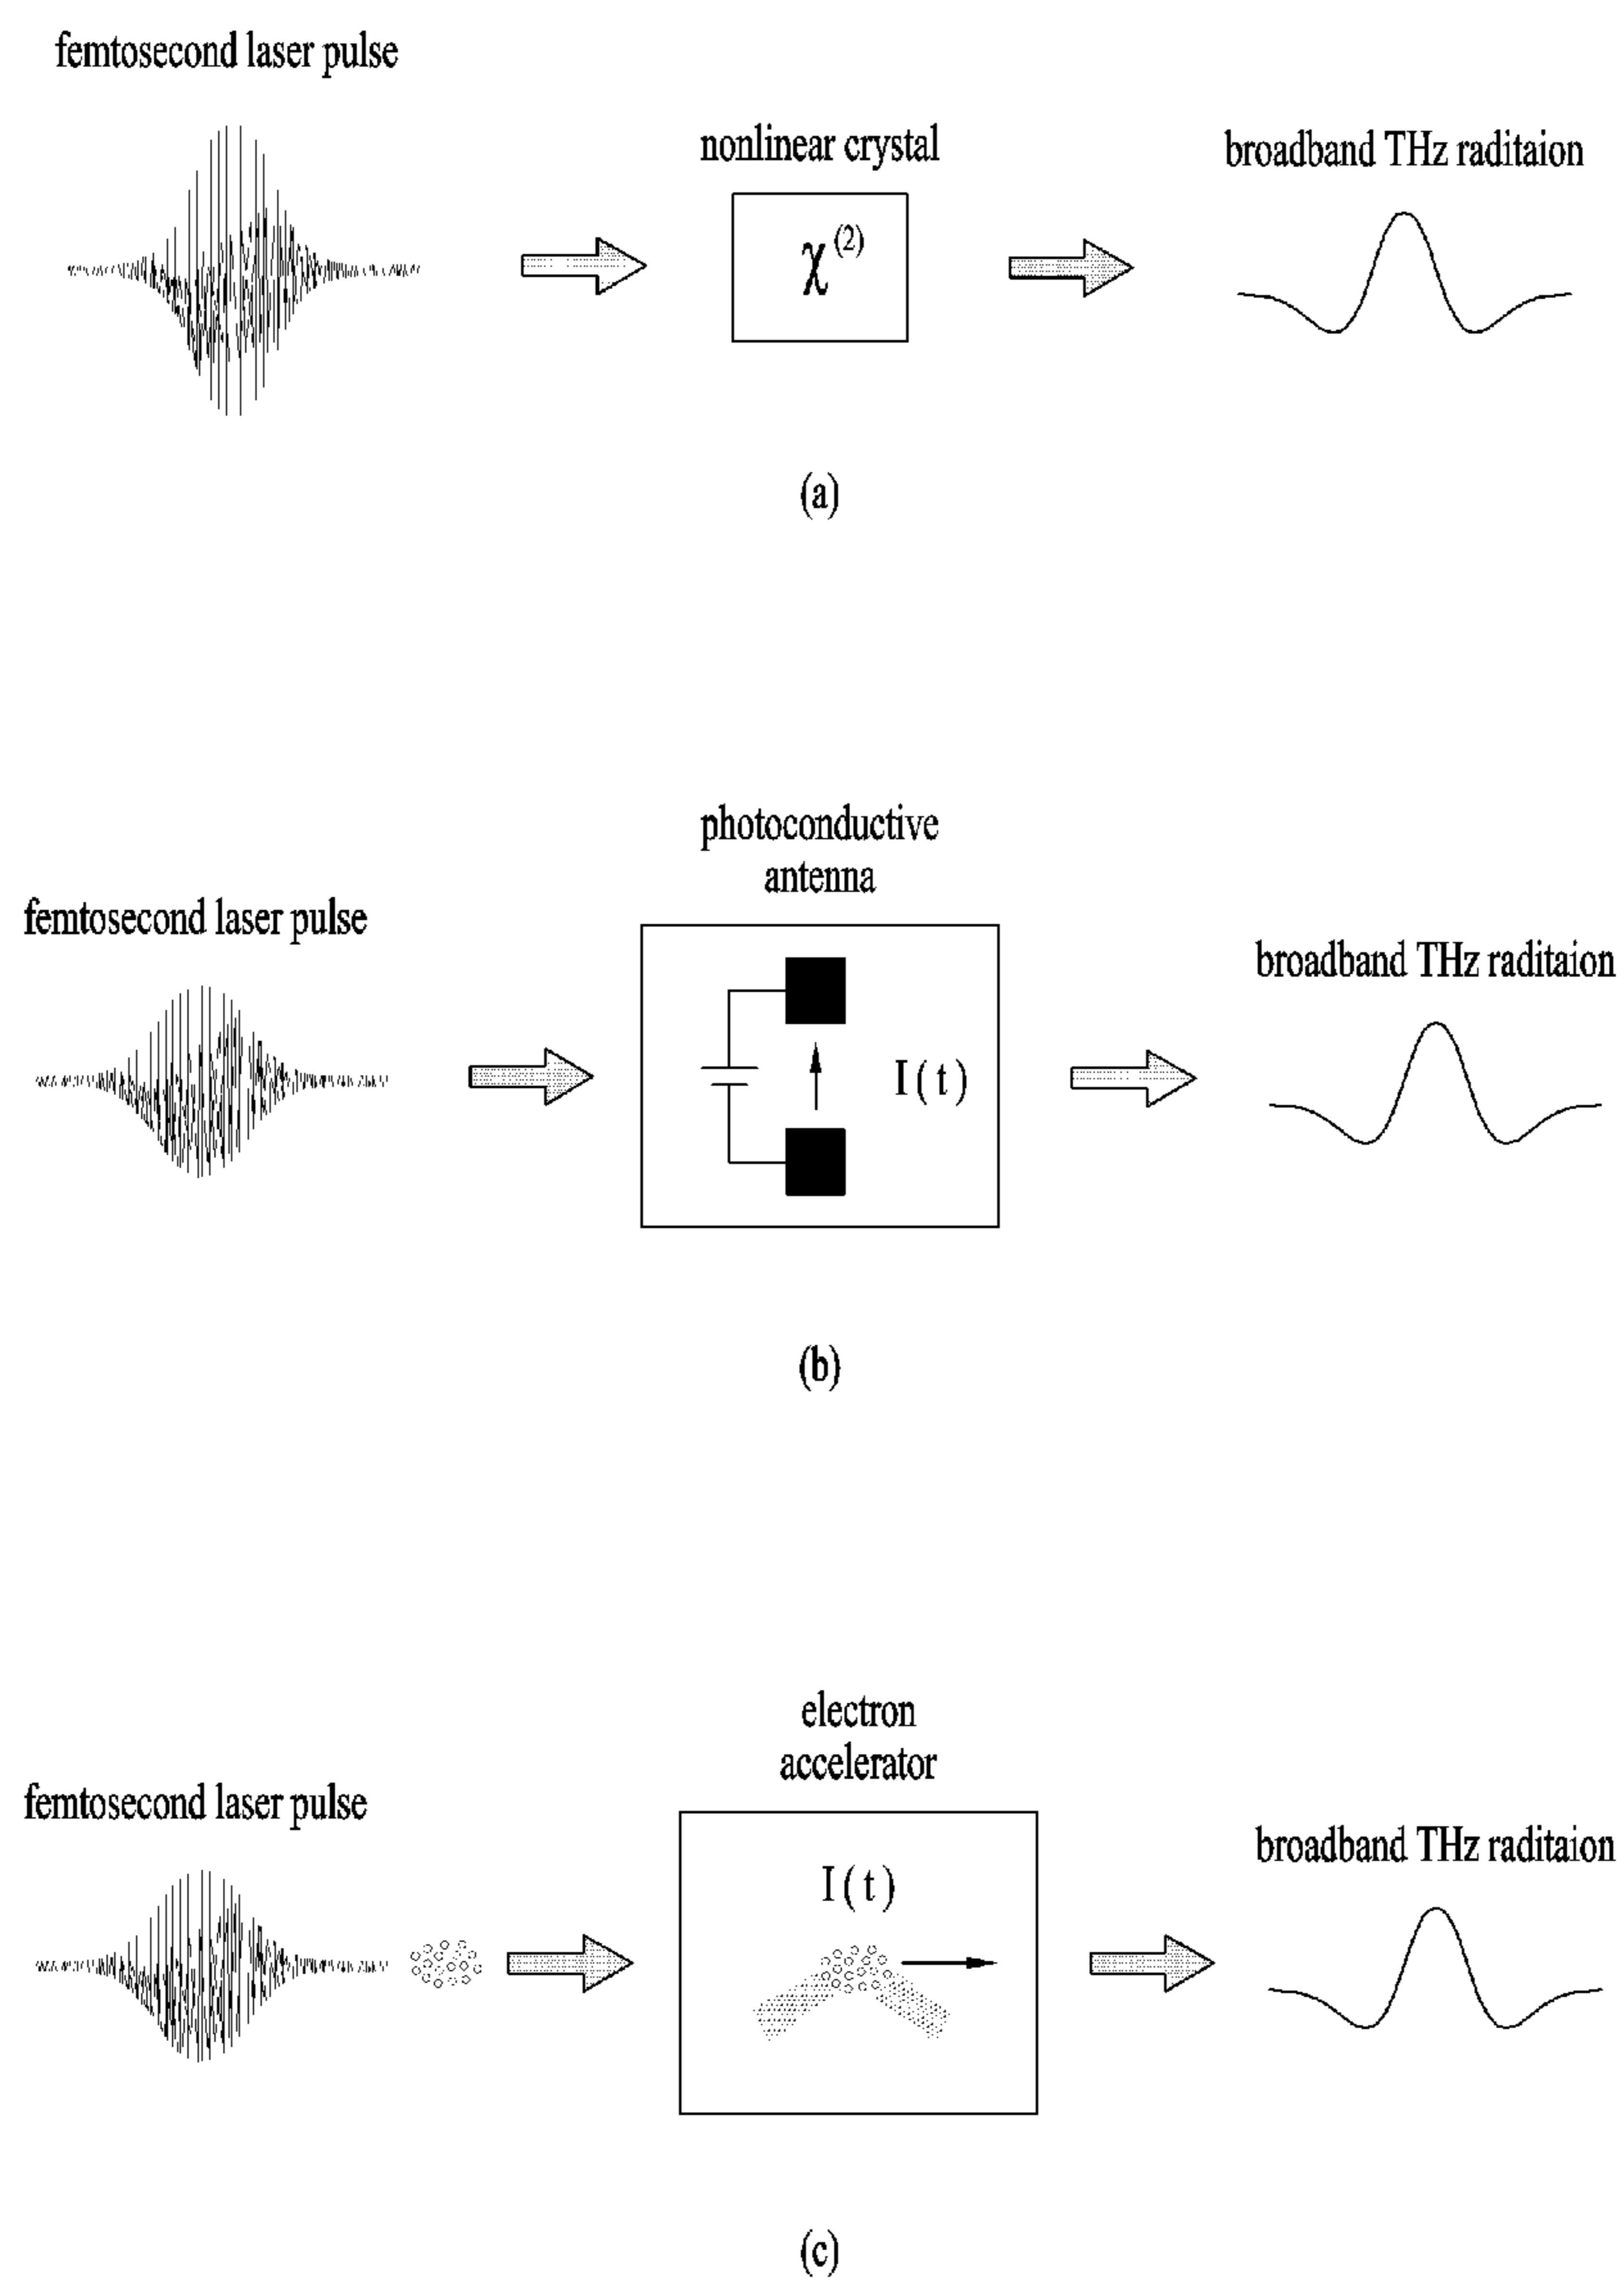 femtosecond laser pulse
nonlinear crystal
broadband THz raditaion
χ(2)
(a)
photoconductive
antenna
femtosecond laser pulse
broadband THz raditaion
I(t)
(b)
electron
accelerator
femtosecond laser pulse
broadband THz raditaion
I(t)
(c)